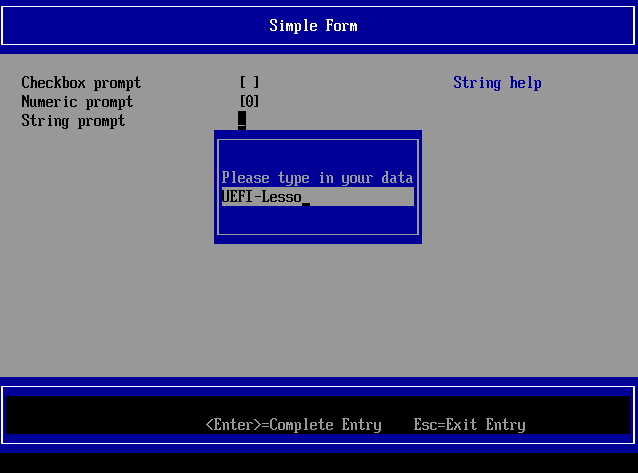 Simple Form
Checkbox prompt [ ] String help
Numeric prompt [0]
String prompt
Please type in your data
UEFI-Lesso_
<Enter>=Complete Entry Esc=Exit Entry